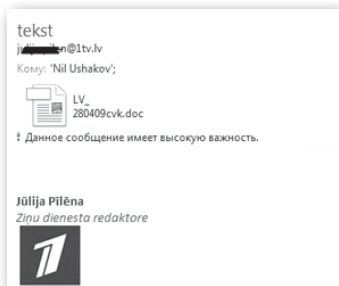 tekst
n@1tv.lv
Кому: 'Nil Ushakov';
LV_
280409cvk.doc
! Данное сообщение имеет высокую важность.
Jūlija Pīlēna
Ziņu dienesta redaktore
1